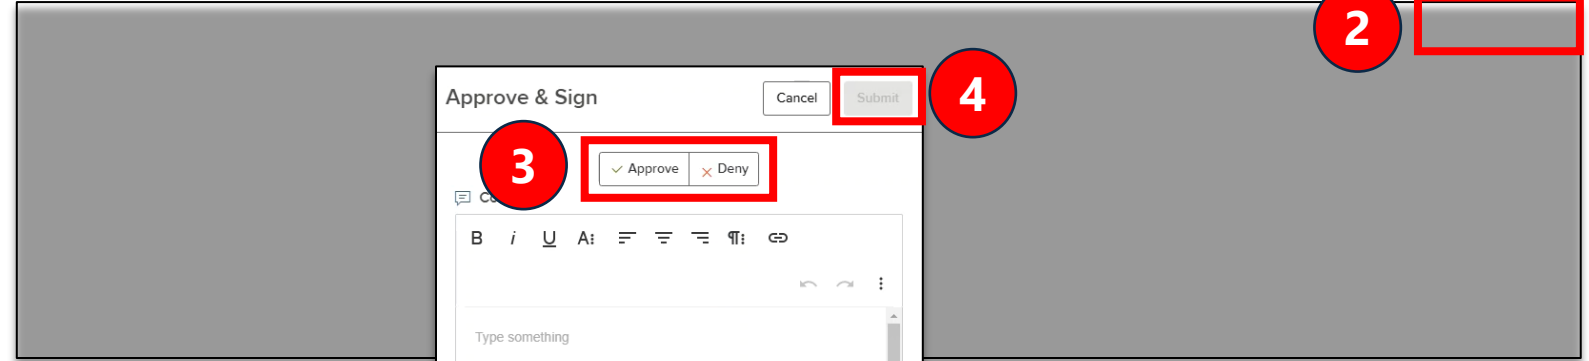 2
Approve & Sign
Cancel
Submit
4
3
Approve
Deny
B i U A
Type something